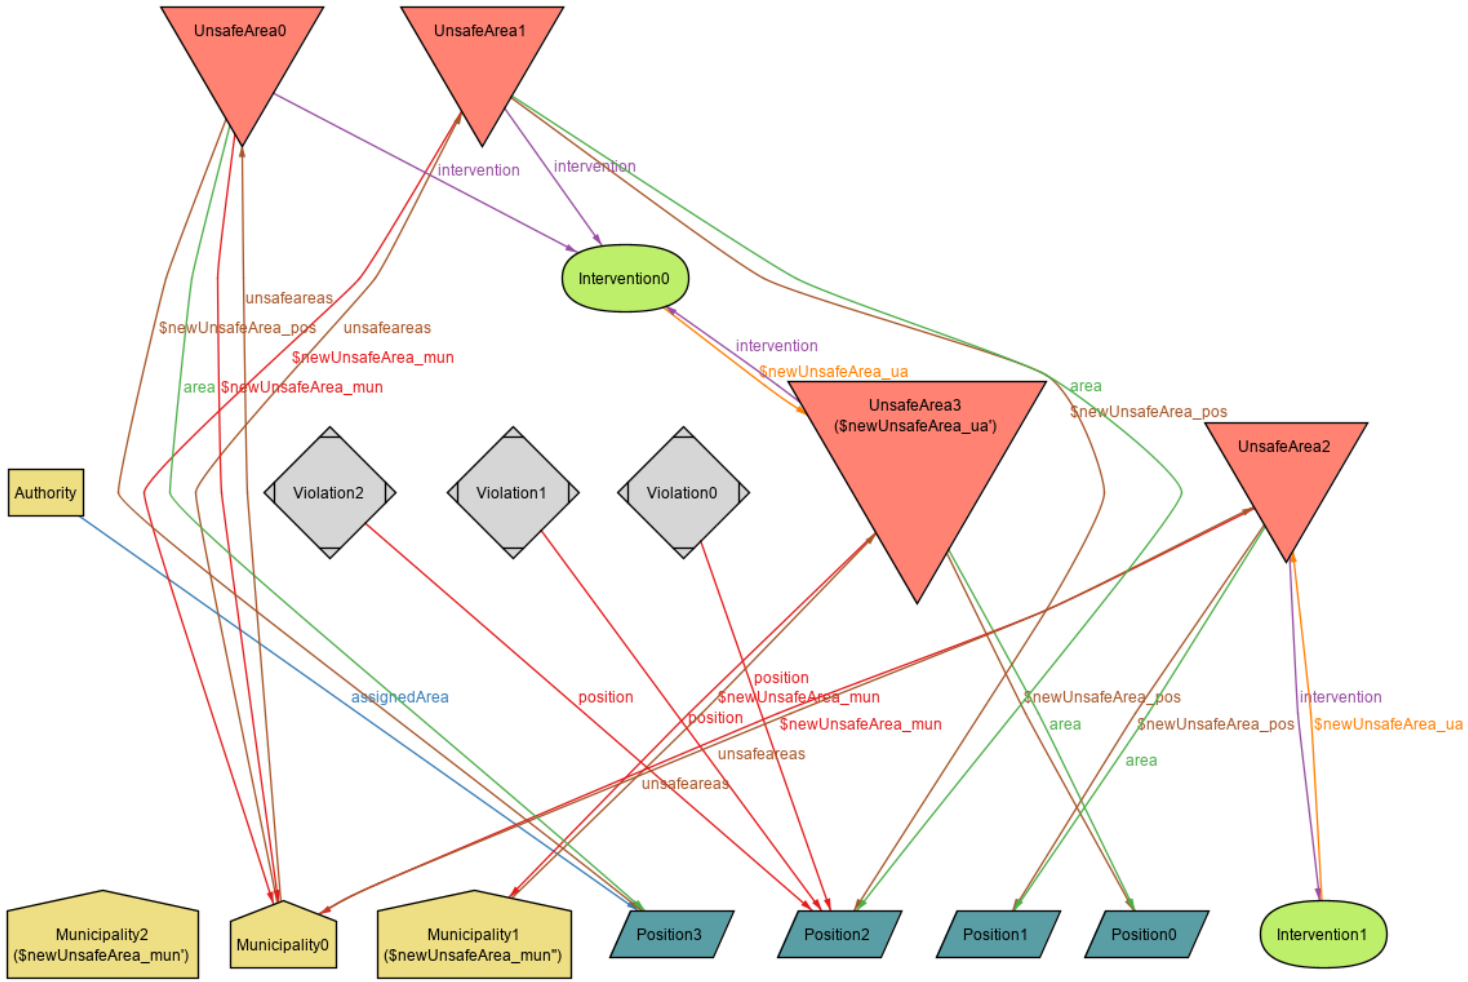 UnsafeArea0
UnsafeArea1
intervention
intervention
Intervention0
unsafeareas
$newUnsafeArea_pos
unsafeareas
intervention
$newUnsafeArea_mun
$newUnsafeArea_ua
area
$newUnsafeArea_mun
area
UnsafeArea3
($newUnsafeArea_ua')
$newUnsafeArea_pos
UnsafeArea2
Authority
Violation2
Violation1
Violation0
position
assignedArea
position
$newUnsafeArea_mun
$newUnsafeArea_pos
intervention
position
$newUnsafeArea_mun
area
$newUnsafeArea_pos
$newUnsafeArea_ua
unsafeareas
area
unsafeareas
Municipality2
($newUnsafeArea_mun')
Municipality0
Municipality1
($newUnsafeArea_mun'')
Position3
Position2
Position1
Position0
Intervention1